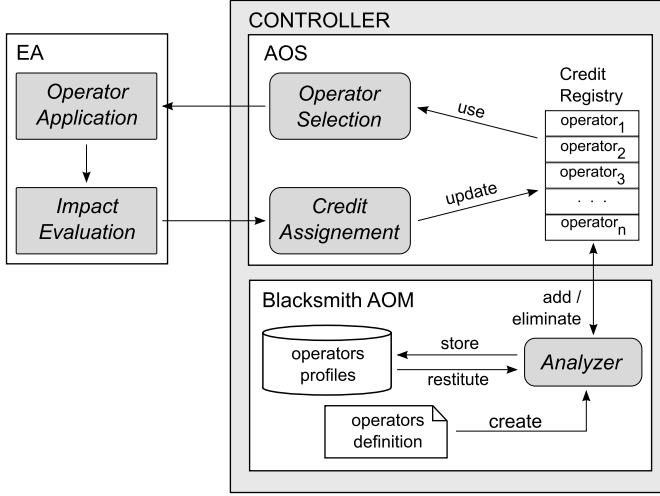 CONTROLLER
EA
AOS
Operator
Application
Operator
Selection
Credit
Registry
use
operator1
operator2
operator3
. . .
operatorn
Impact
Evaluation
Credit
Assignement
update
Blacksmith AOM
add /
eliminate
operators
profiles
store
restitute
Analyzer
operators
definition
create